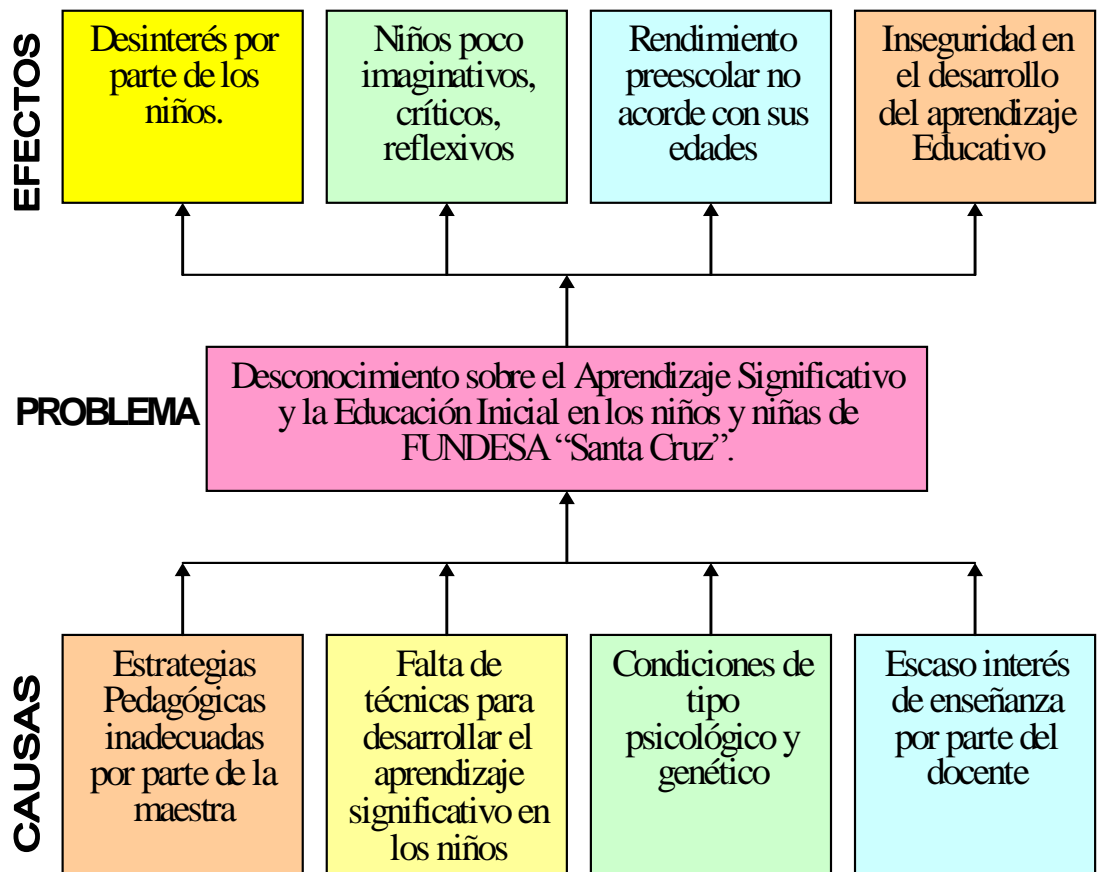 EFECTOS
Desinterés por
parte de los
niños.
Niños poco
imaginativos,
críticos,
reflexivos
Rendimiento
preescolar no
acorde con sus
edades
Inseguridad en
el desarrollo
del aprendizaje
Educativo
PROBLEMA
Desconocimiento sobre el Aprendizaje Significativo
y la Educación Inicial en los niños y niñas de
FUNDESA “Santa Cruz”.
CAUSAS
Estrategias
Pedagógicas
inadecuadas
por parte de la
maestra
Falta de
técnicas para
desarrollar el
aprendizaje
significativo en
los niños
Condiciones de
tipo
psicológico y
genético
Escaso interés
de enseñanza
por parte del
docente